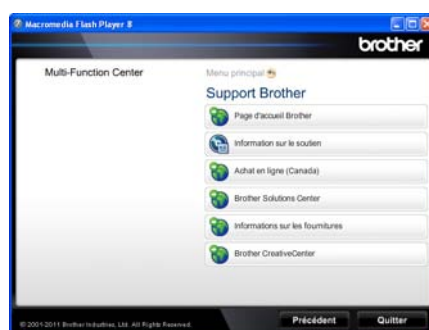 Macromedia Flash Player 8
brother
Multi-Function Center
Menu principal
Support Brother
Page d'accueil Brother
Information sur le soutien
Achat en ligne (Canada)
Brother Solutions Center
Informations sur les fournitures
Brother CreativeCenter
© 2001-2011 Brother Industries, Ltd. All Rights Reserved.
Précédent
Quitter